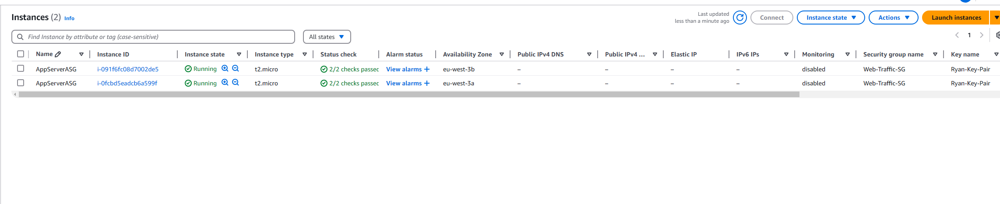 Instances (2) Info
Last updated
less than a minute ago
Connect
Instance state
Actions
Launch instances
Find Instance by attribute or tag (case-sensitive)
All states
1
Name Instance ID Instance state Instance type Status check Alarm status Availability Zone Public IPv4 DNS Public IPv4 ... Elastic IP IPv6 IPs Monitoring Security group name Key name
AppServerASG i-091f6fc08d7002de5 Running t2.micro 2/2 checks passec View alarms + eu-west-3b – – – – disabled Web-Traffic-SG Ryan-Key-Pair
AppServerASG i-0fcbd5eadcb6a599f Running t2.micro 2/2 checks passec View alarms + eu-west-3a – – – – disabled Web-Traffic-SG Ryan-Key-Pair